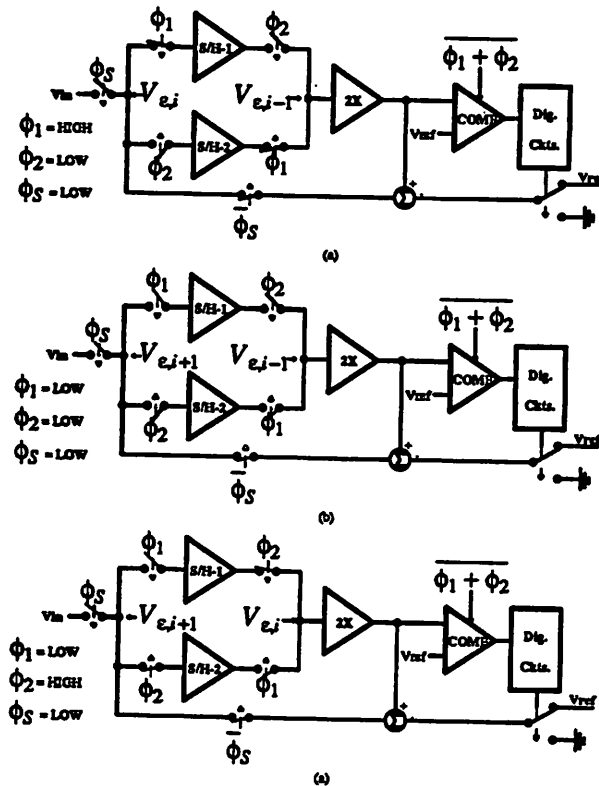 ϕ1 S/H-1 ϕ2
ϕ1 + ϕ2
Vin ϕS Vε,i Vε,i−1 2X COMP Dig. Ckts.
Vref
ϕ1 = HIGH
ϕ2 = LOW
ϕS = LOW
ϕ2 S/H-2 ϕ1
Vref
ϕS
Σ
+
(a)
ϕ1 S/H-1 ϕ2
ϕ1 + ϕ2
Vin ϕS Vε,i+1 Vε,i−1 2X COMP Dig. Ckts.
Vref
ϕ1 = LOW
ϕ2 = LOW
ϕS = LOW
ϕ2 S/H-2 ϕ1
Vref
ϕS
Σ
+
(b)
ϕ1 S/H-1 ϕ2
ϕ1 + ϕ2
Vin ϕS Vε,i+1 Vε,i 2X COMP Dig. Ckts.
Vref
ϕ1 = LOW
ϕ2 = HIGH
ϕS = LOW
ϕ2 S/H-2 ϕ1
Vref
ϕS
Σ
+
(a)